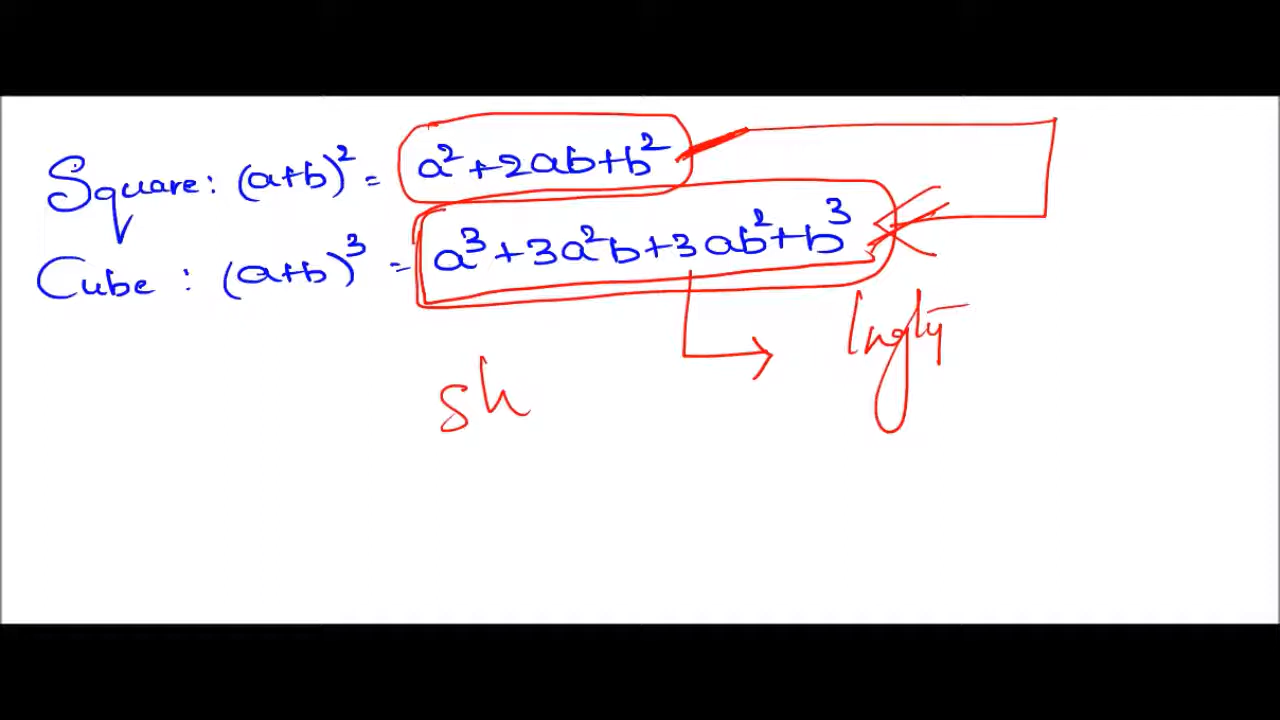 Square: (a+b)² = a²+2ab+b²
Cube : (a+b)³ = a³+3a²b+3ab²+b³
lngty
sh